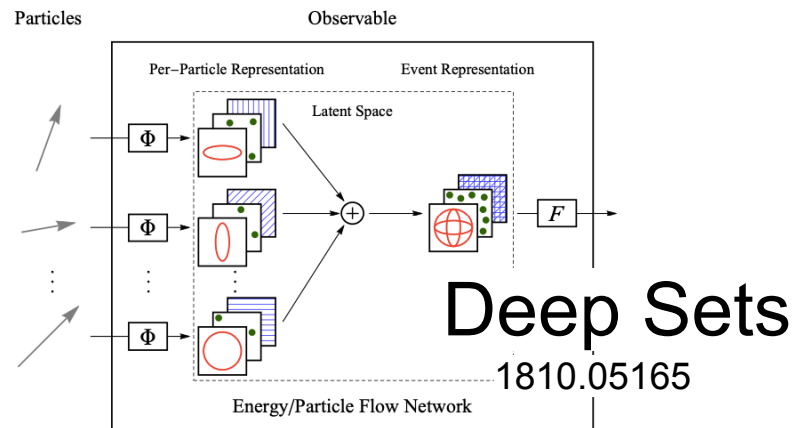 Particles
Observable
Per–Particle Representation
Event Representation
Latent Space
Φ
Φ
Φ
F
Deep Sets
1810.05165
Energy/Particle Flow Network